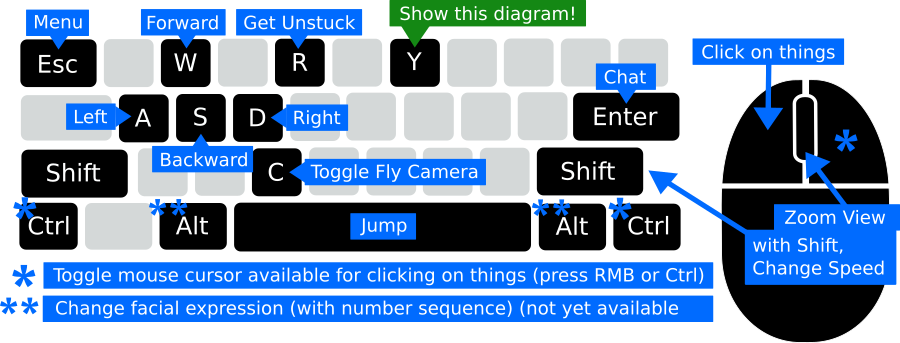 Show this diagram!
Menu
Forward
Get Unstuck
Esc
W
R
Y
Click on things
Chat
Left
A
S
D
Right
Enter
Backward
Shift
C
Toggle Fly Camera
Shift
*
*
**
**
*
Ctrl
Alt
Jump
Alt
Ctrl
Zoom View
with Shift,
Change Speed
* Toggle mouse cursor available for clicking on things (press RMB or Ctrl)
** Change facial expression (with number sequence) (not yet available